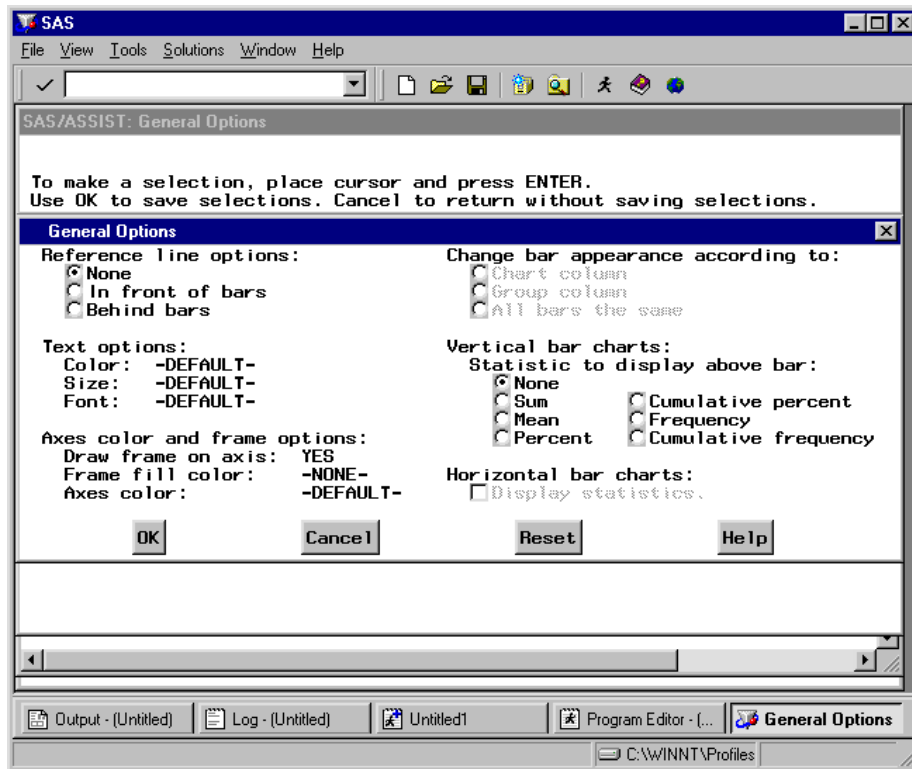 SAS
File View Tools Solutions Window Help
SAS/ASSIST: General Options
To make a selection, place cursor and press ENTER.
Use OK to save selections. Cancel to return without saving selections.
General Options
Reference line options:
None
In front of bars
Behind bars
Change bar appearance according to:
Chart column
Group column
All bars the same
Text options:
Color: -DEFAULT-
Size: -DEFAULT-
Font: -DEFAULT-
Vertical bar charts:
Statistic to display above bar:
None
Sum
Mean
Percent
Cumulative percent
Frequency
Cumulative frequency
Axes color and frame options:
Draw frame on axis: YES
Frame fill color: -NONE-
Axes color: -DEFAULT-
Horizontal bar charts:
Display statistics.
OK Cancel Reset Help
Output - (Untitled) Log - (Untitled) Untitled1 Program Editor - (... General Options
C:\WINNT\Profiles